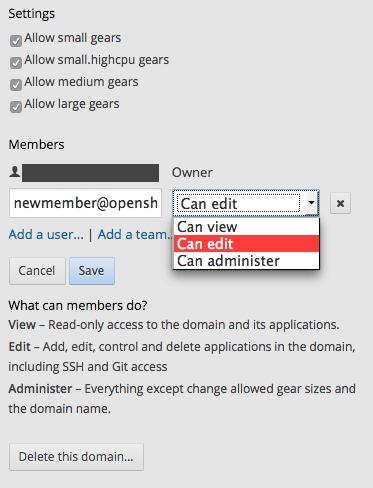 Settings
Allow small gears
Allow small.highcpu gears
Allow medium gears
Allow large gears
Members
Owner
newmember@opensh
Can edit
Can view
Can edit
Can administer
Add a user... | Add a team...
Cancel
Save
What can members do?
View – Read-only access to the domain and its applications.
Edit – Add, edit, control and delete applications in the domain,
including SSH and Git access
Administer – Everything except change allowed gear sizes and
the domain name.
Delete this domain...